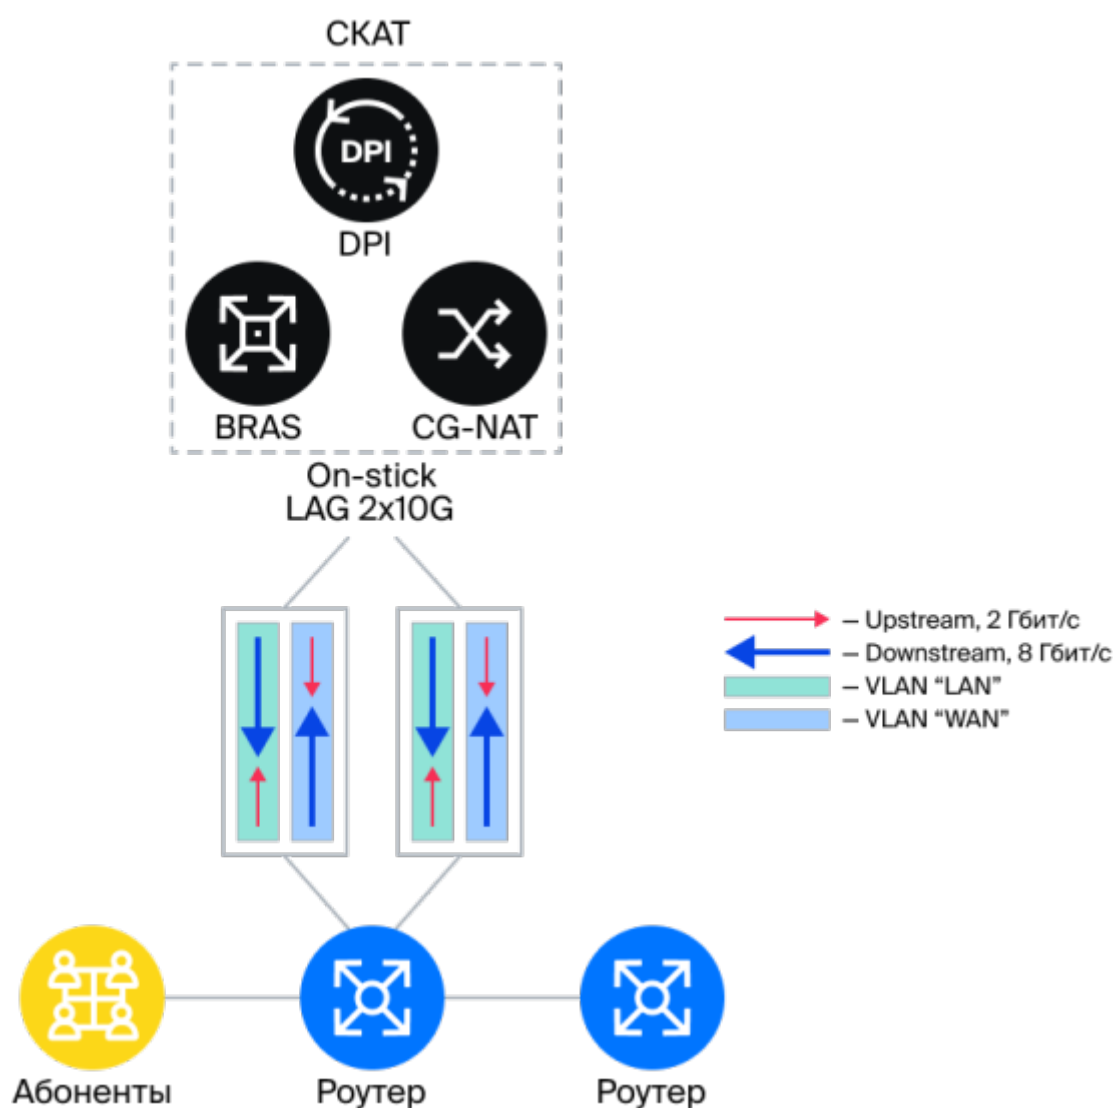 СКАТ
DPI
DPI
BRAS
CG-NAT
On-stick
LAG 2x10G
– Upstream, 2 Гбит/с
– Downstream, 8 Гбит/с
– VLAN “LAN”
– VLAN “WAN”
Абоненты
Роутер
Роутер